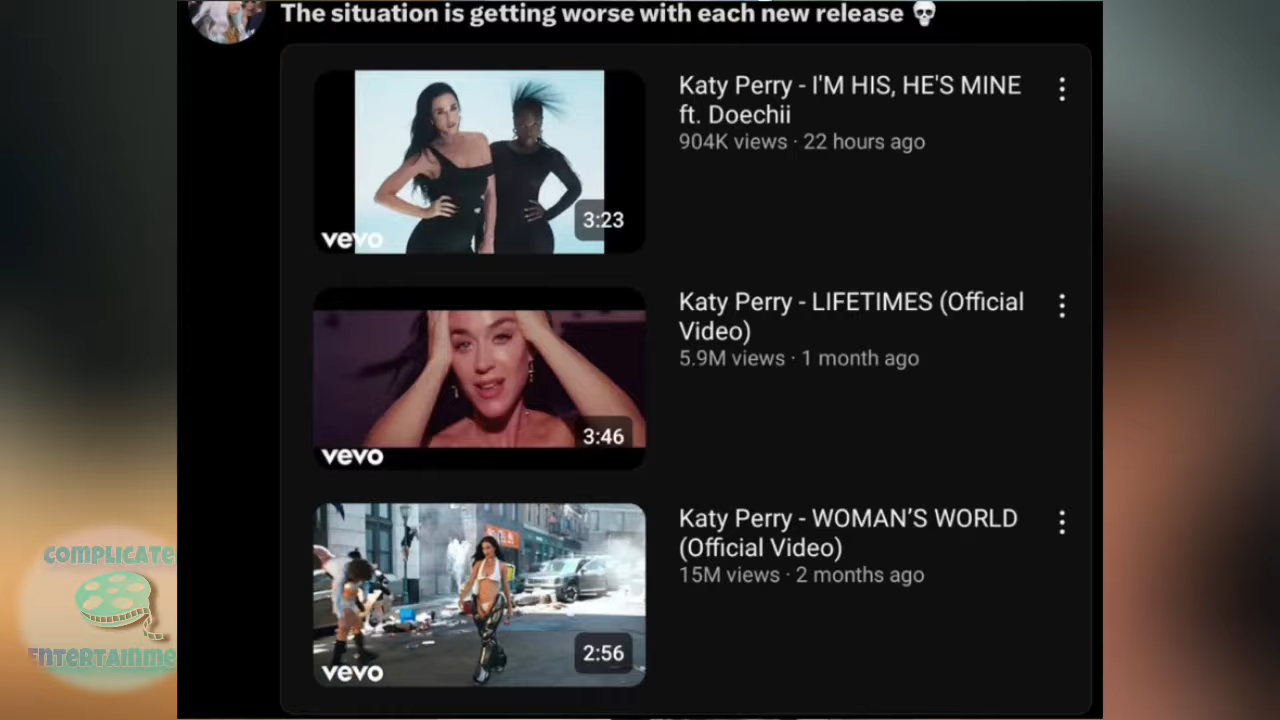 The situation is getting worse with each new release 💀
Katy Perry - I'M HIS, HE'S MINE
ft. Doechii
904K views · 22 hours ago
3:23
vevo
Katy Perry - LIFETIMES (Official
Video)
5.9M views · 1 month ago
3:46
vevo
Katy Perry - WOMAN’S WORLD
(Official Video)
15M views · 2 months ago
2:56
vevo
COMPLICATE
ENTERTAINME